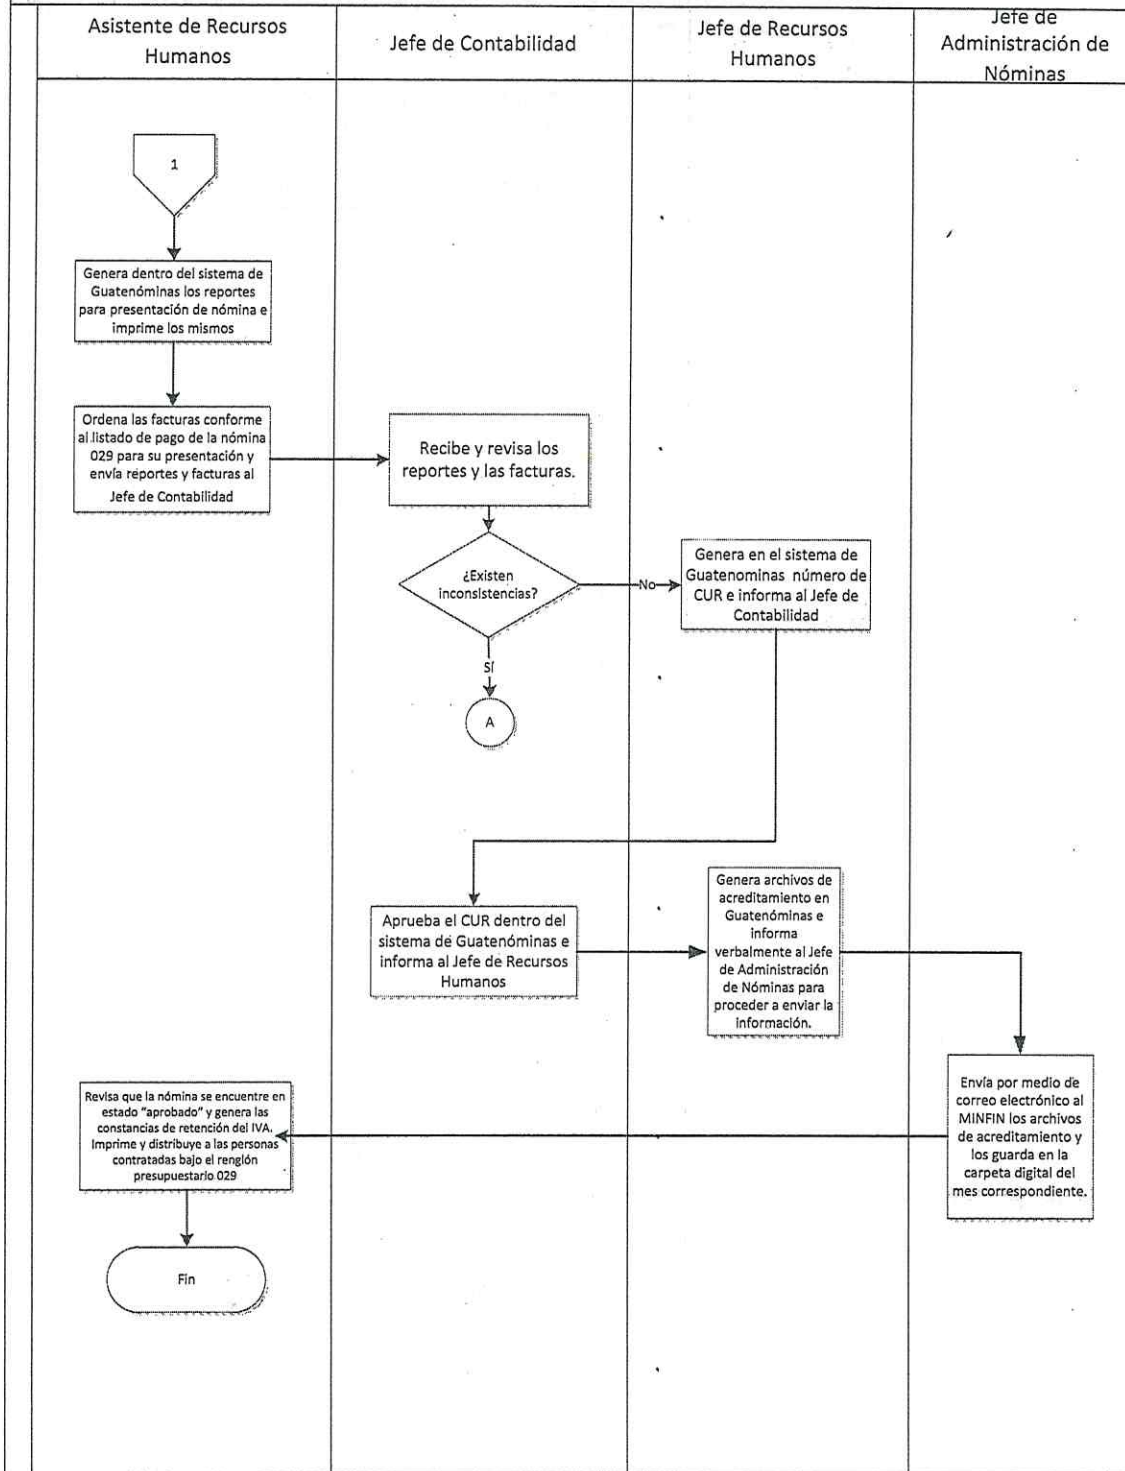 Asistente de Recursos
Humanos
Jefe de Contabilidad
Jefe de Recursos
Humanos
Jefe de
Administración de
Nóminas
1
Genera dentro del sistema de
Guatenóminas los reportes
para presentación de nómina e
imprime los mismos
Ordena las facturas conforme
al listado de pago de la nómina
029 para su presentación y
envía reportes y facturas al
Jefe de Contabilidad
Recibe y revisa los
reportes y las facturas.
¿Existen
inconsistencias?
No
Genera en el sistema de
Guatenominas número de
CUR e informa al Jefe de
Contabilidad
Sí
A
Aprueba el CUR dentro del
sistema de Guatenóminas e
informa al Jefe de Recursos
Humanos
Genera archivos de
acreditamiento en
Guatenóminas e
informa
verbalmente al Jefe
de Administración
de Nóminas para
proceder a enviar la
información.
Envía por medio de
correo electrónico al
MINFIN los archivos
de acreditamiento y
los guarda en la
carpeta digital del
mes correspondiente.
Revisa que la nómina se encuentre en
estado "aprobado" y genera las
constancias de retención del IVA.
Imprime y distribuye a las personas
contratadas bajo el renglón
presupuestario 029
Fin